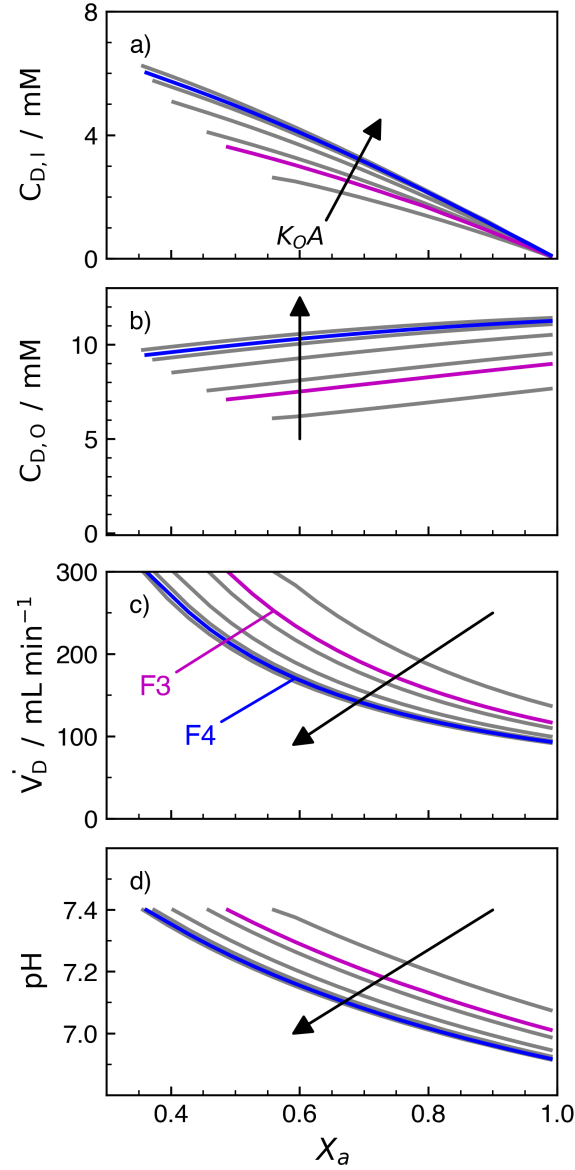 8
a)
C_{D,I} / mM
4
K_OA
0
b)
10
C_{D,O} / mM
5
0
300
c)
200
F3
V̇_D / mL min⁻¹
F4
100
0
d)
7.4
pH
7.2
7.0
0.4 0.6 0.8 1.0
X_a